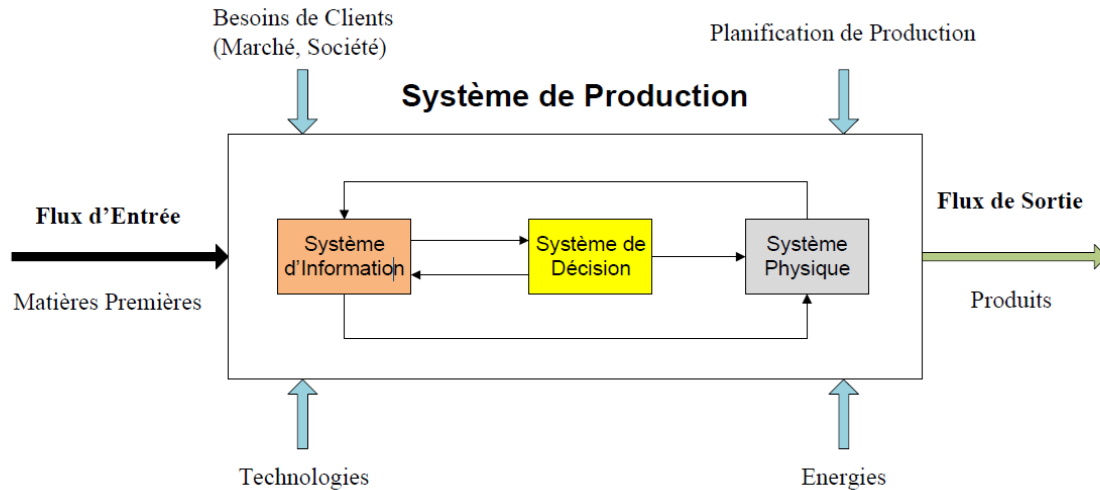 Besoins de Clients
(Marché, Société)
Planification de Production
Système de Production
Flux d'Entrée
Matières Premières
Système
d'Information
Système de
Décision
Système
Physique
Flux de Sortie
Produits
Technologies
Energies